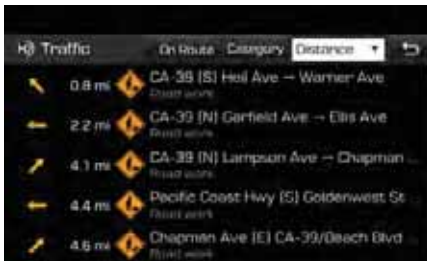 Traffic On Route Category Distance
0.8 mi CA-39 (S) Heil Ave → Warner Ave
Road work
2.2 mi CA-39 (N) Garfield Ave → Ellis Ave
Road work
4.1 mi CA-39 (N) Lampson Ave → Chapman ...
Road work
4.4 mi Pacific Coast Hwy (S) Goldenwest St
Road work
4.6 mi Chapman Ave (E) CA-39/Beach Blvd
Road work